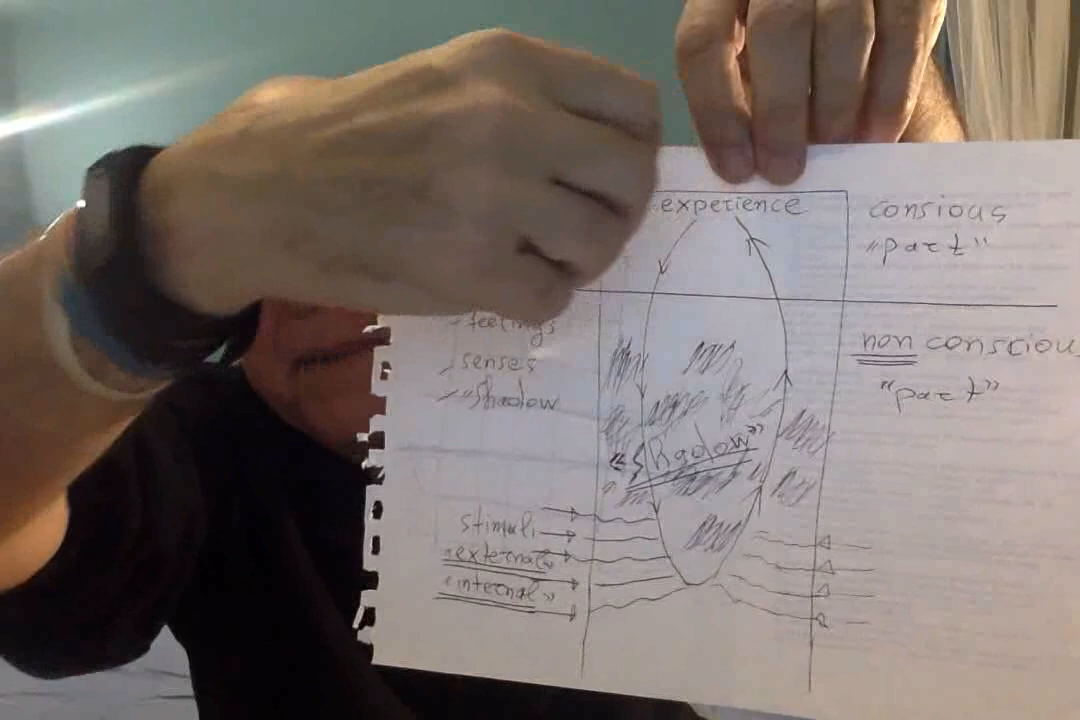 experience
consious
"part"
feelings
senses
"Shadow
non conscious
"part"
"Shadow"
stimuli
"external"
"internal"